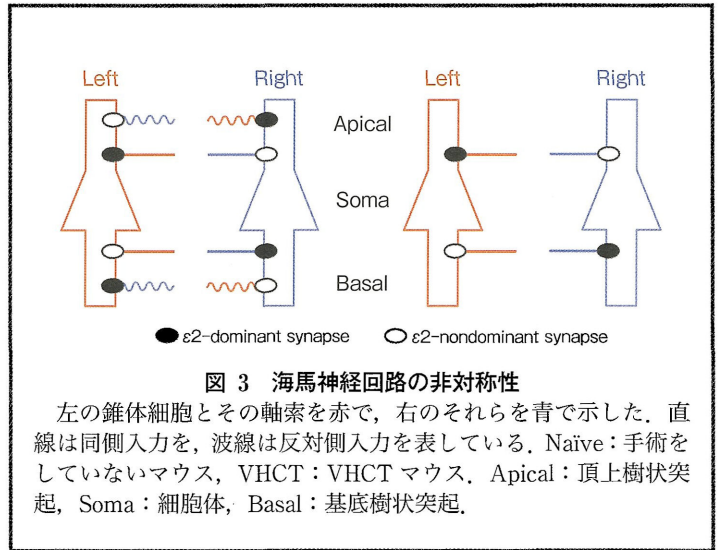 Left Right Left Right
Apical
Soma
Basal
ε2-dominant synapse ε2-nondominant synapse
図 3 海馬神経回路の非対称性
左の錐体細胞とその軸索を赤で，右のそれらを青で示した．直
線は同側入力を，波線は反対側入力を表している．Naïve：手術を
していないマウス，VHCT：VHCT マウス．Apical：頂上樹状突
起，Soma：細胞体，Basal：基底樹状突起．